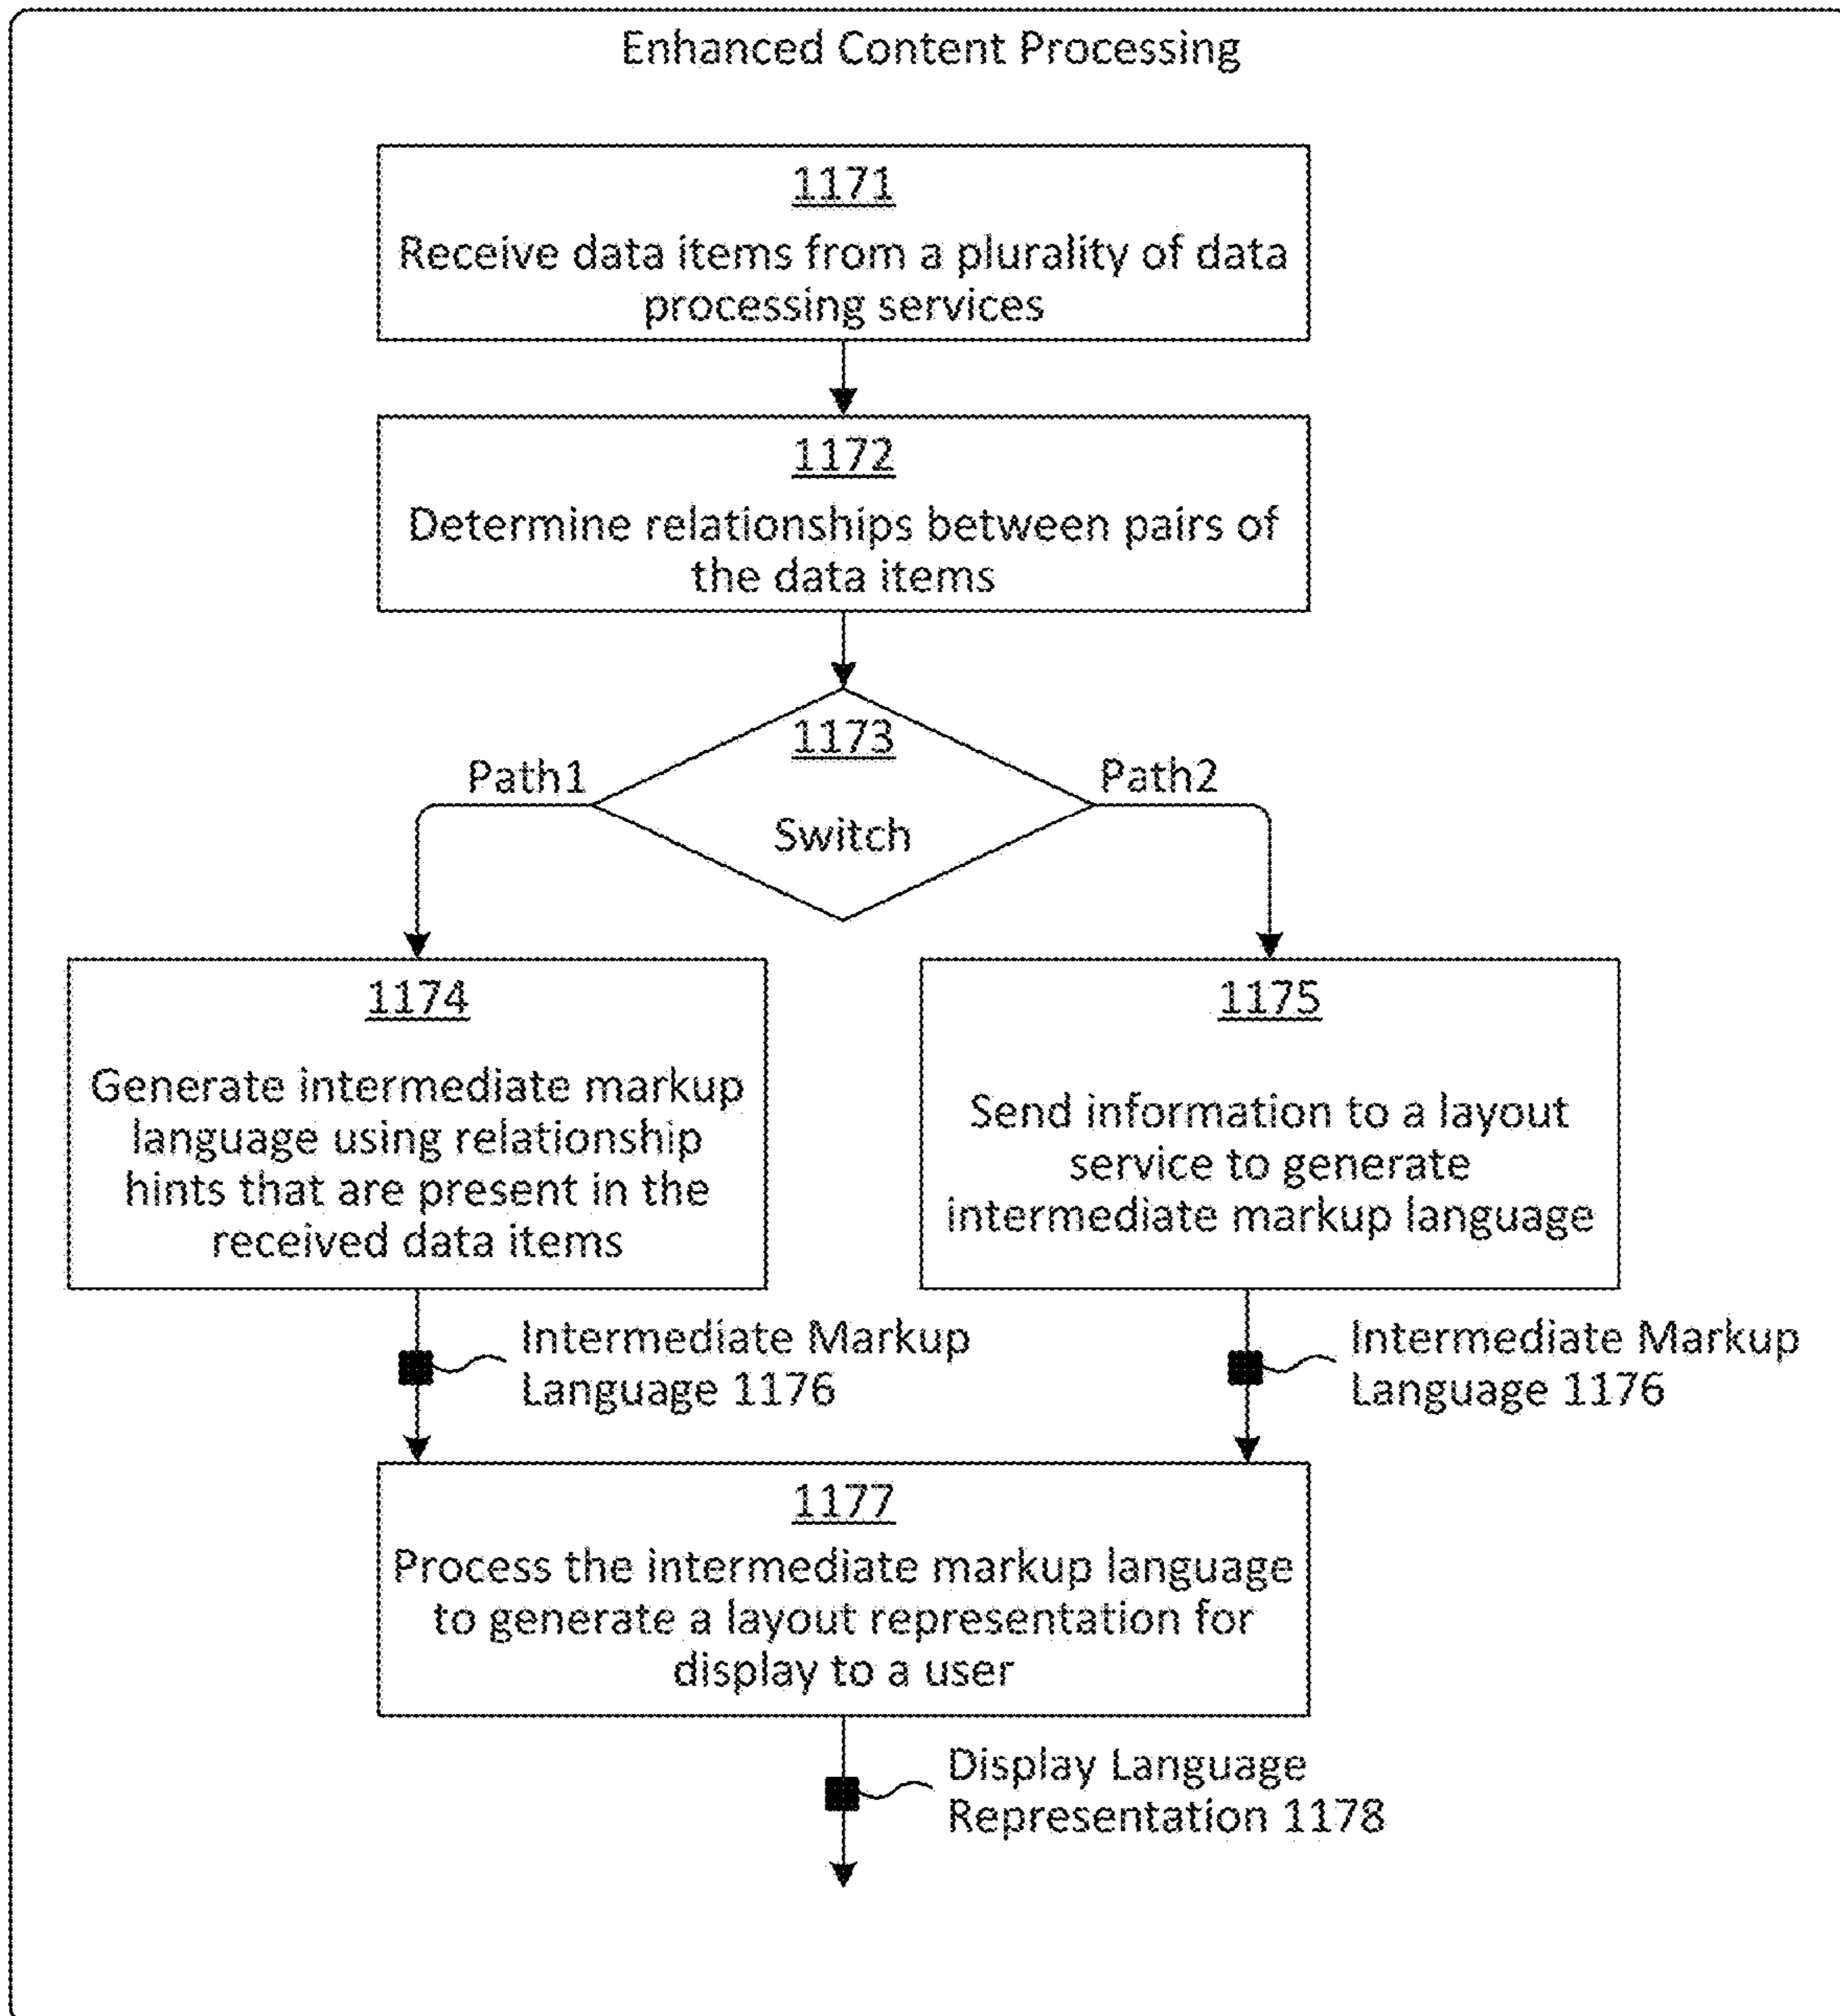 Enhanced Content Processing
1171
Receive data items from a plurality of data
processing services
1172
Determine relationships between pairs of
the data items
1173
Path1
Path2
Switch
1174
Generate intermediate markup
language using relationship
hints that are present in the
received data items
1175
Send information to a layout
service to generate
intermediate markup language
Intermediate Markup
Language 1176
Intermediate Markup
Language 1176
1177
Process the intermediate markup language
to generate a layout representation for
display to a user
Display Language
Representation 1178